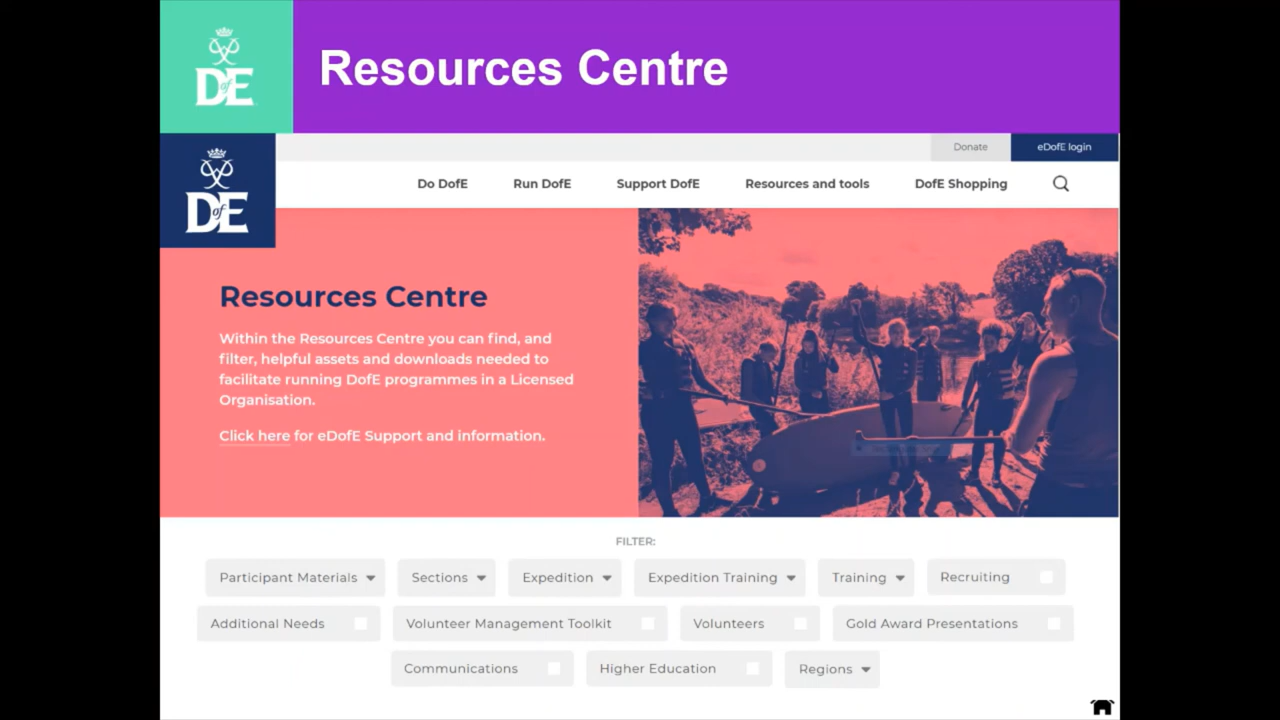 DofE
Resources Centre
Donate
eDofE login
DofE
Do DofE
Run DofE
Support DofE
Resources and tools
DofE Shopping
Resources Centre
Within the Resources Centre you can find, and
filter, helpful assets and downloads needed to
facilitate running DofE programmes in a Licensed
Organisation.
Click here for eDofE Support and information.
FILTER:
Participant Materials
Sections
Expedition
Expedition Training
Training
Recruiting
Additional Needs
Volunteer Management Toolkit
Volunteers
Gold Award Presentations
Communications
Higher Education
Regions